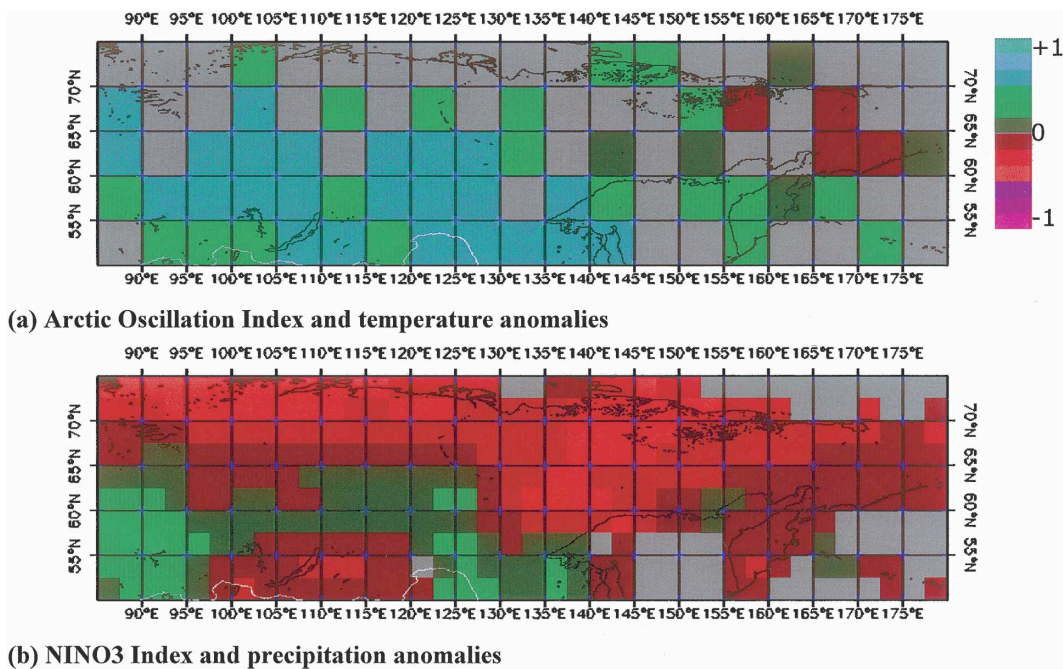 90°E 95°E 100°E 105°E 110°E 115°E 120°E 125°E 130°E 135°E 140°E 145°E 150°E 155°E 160°E 165°E 170°E 175°E
70°N 70°N
65°N 65°N
60°N 60°N
55°N 55°N
90°E 95°E 100°E 105°E 110°E 115°E 120°E 125°E 130°E 135°E 140°E 145°E 150°E 155°E 160°E 165°E 170°E 175°E
+1
0
-1
(a) Arctic Oscillation Index and temperature anomalies
90°E 95°E 100°E 105°E 110°E 115°E 120°E 125°E 130°E 135°E 140°E 145°E 150°E 155°E 160°E 165°E 170°E 175°E
70°N 70°N
65°N 65°N
60°N 60°N
55°N 55°N
90°E 95°E 100°E 105°E 110°E 115°E 120°E 125°E 130°E 135°E 140°E 145°E 150°E 155°E 160°E 165°E 170°E 175°E
(b) NINO3 Index and precipitation anomalies